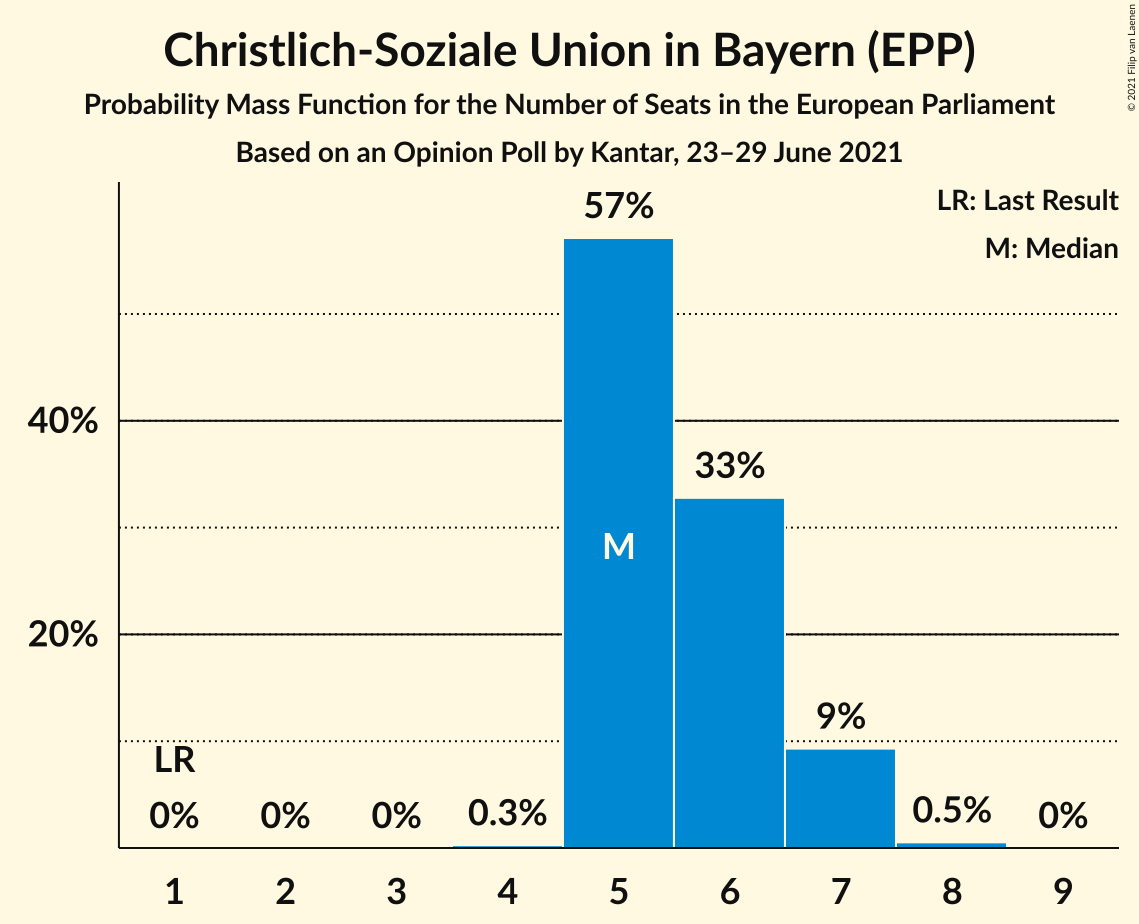 Christlich-Soziale Union in Bayern (EPP)
Probability Mass Function for the Number of Seats in the European Parliament
Based on an Opinion Poll by Kantar, 23–29 June 2021
© 2021 Filip van Laenen
LR: Last Result
M: Median
57%
40%
33%
M
20%
9%
LR
0% 0% 0% 0.3% 0.5% 0%
1 2 3 4 5 6 7 8 9